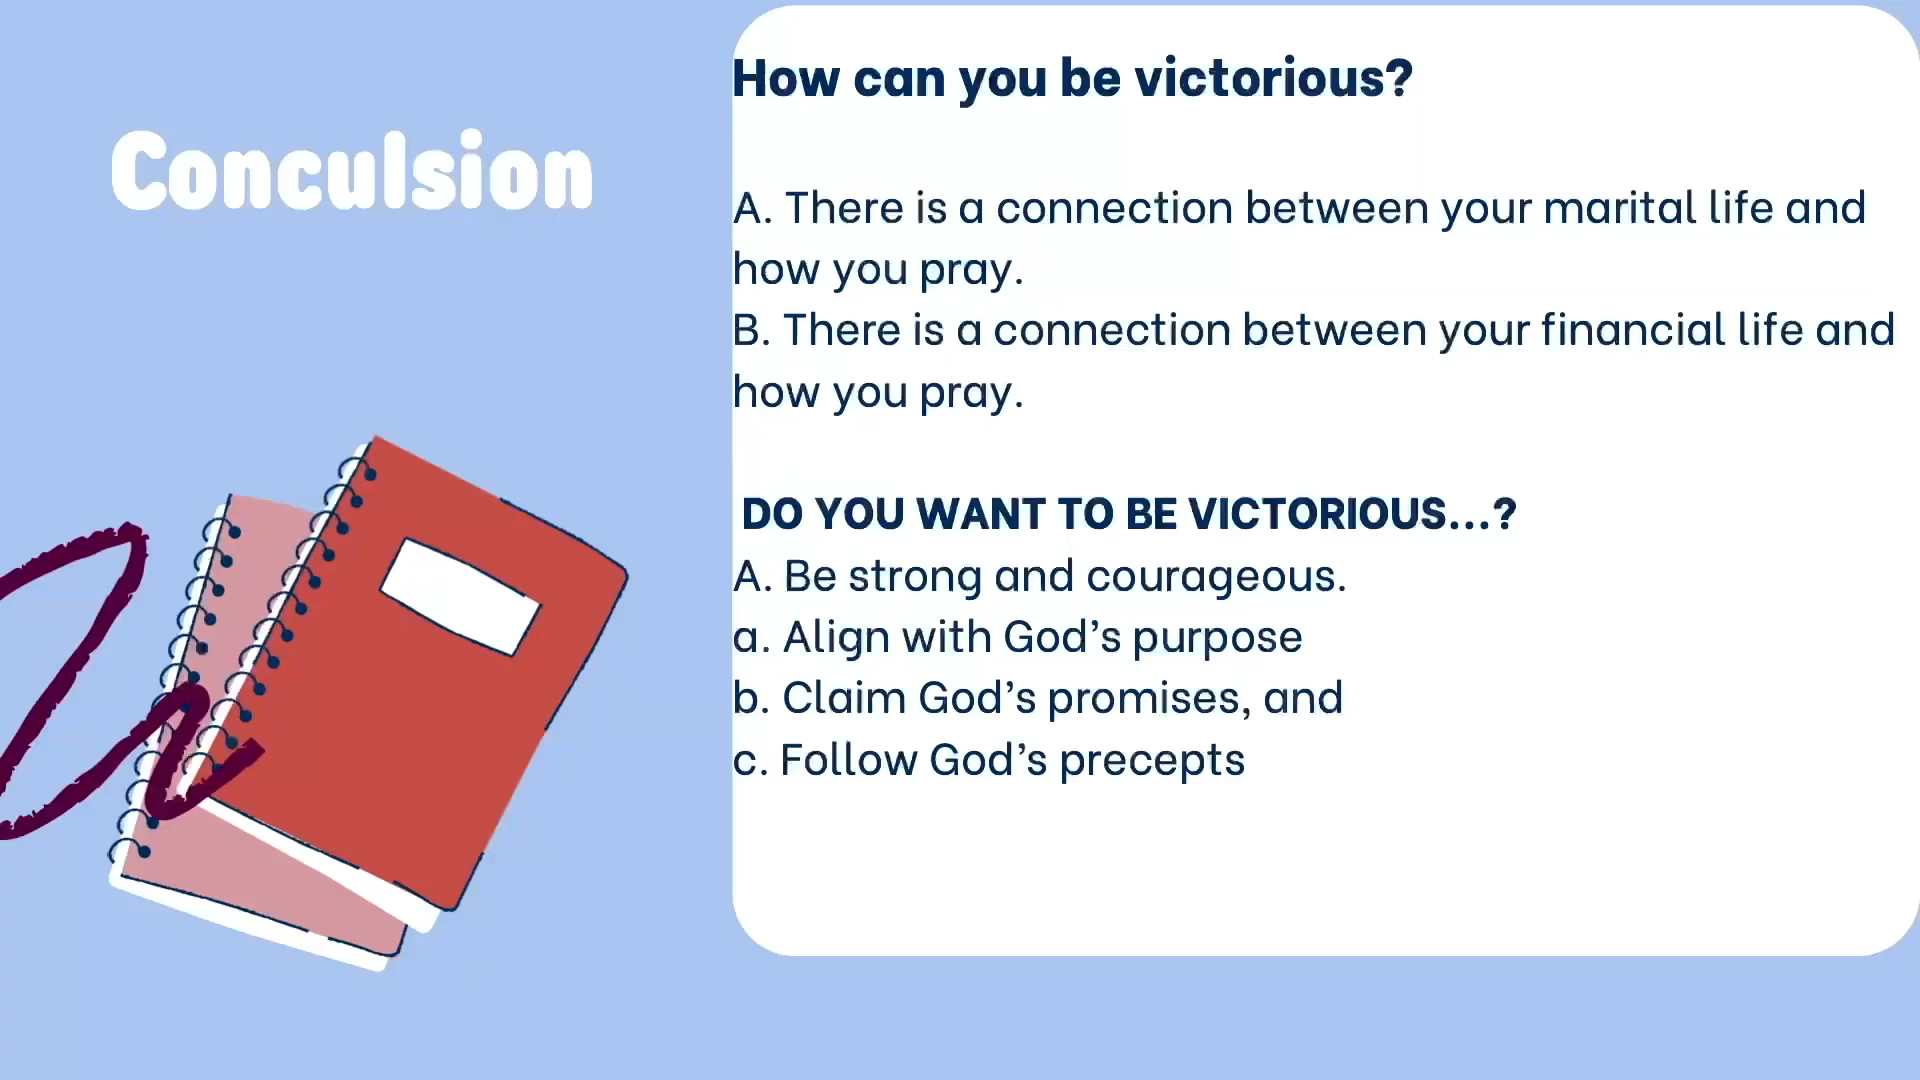 Conculsion
How can you be victorious?
A. There is a connection between your marital life and
how you pray.
B. There is a connection between your financial life and
how you pray.
DO YOU WANT TO BE VICTORIOUS...?
A. Be strong and courageous.
a. Align with God’s purpose
b. Claim God’s promises, and
c. Follow God’s precepts